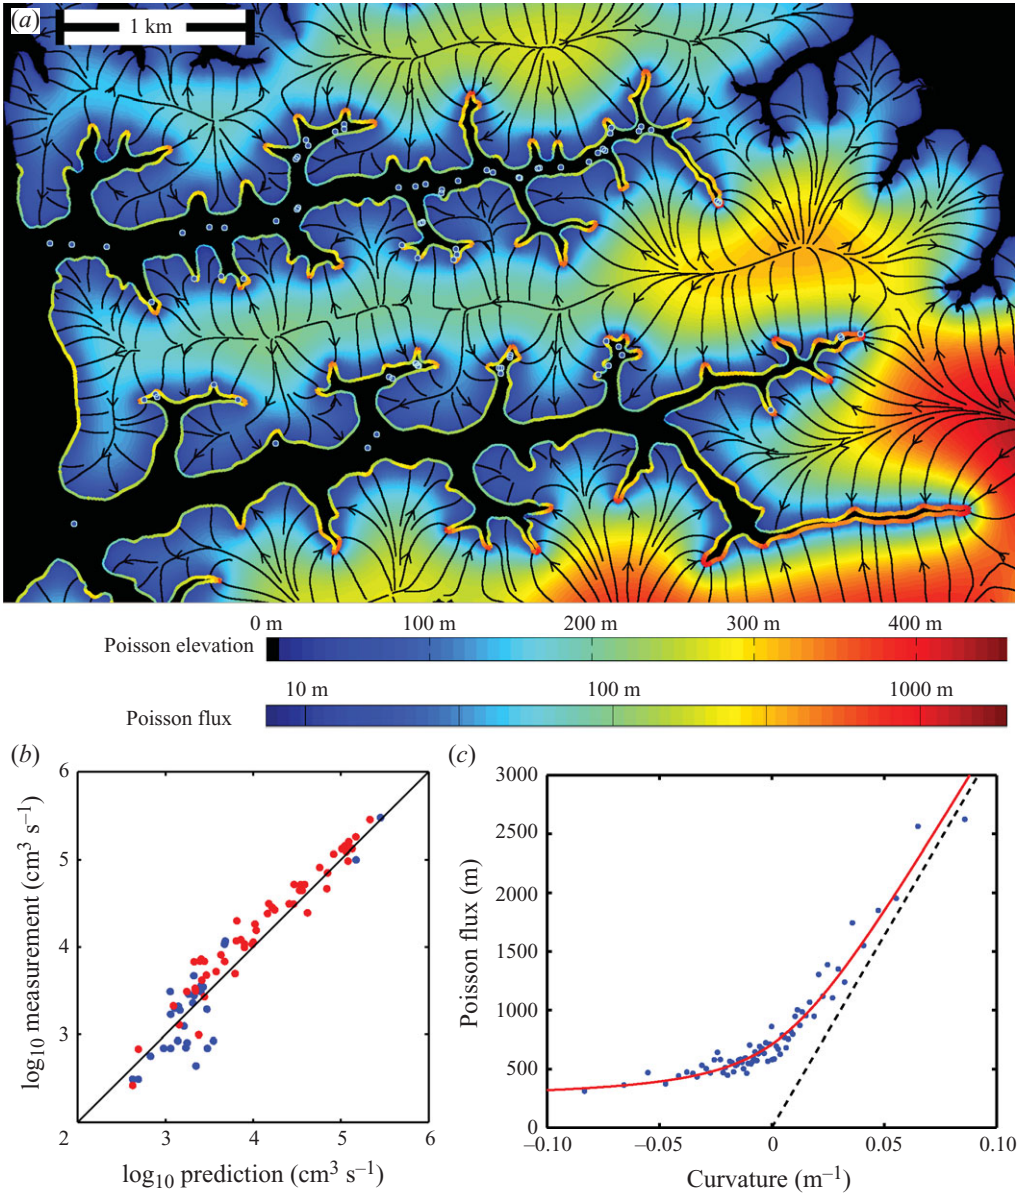 (a)
1 km
0 m 100 m 200 m 300 m 400 m
Poisson elevation
10 m 100 m 1000 m
Poisson flux
(b)
6
5
4
3
2
3 4 5 6
log10 measurement (cm³ s⁻¹)
log10 prediction (cm³ s⁻¹)
(c)
3000
2500
2000
1500
1000
500
0
–0.10 –0.05 0 0.05 0.10
Poisson flux (m)
Curvature (m⁻¹)